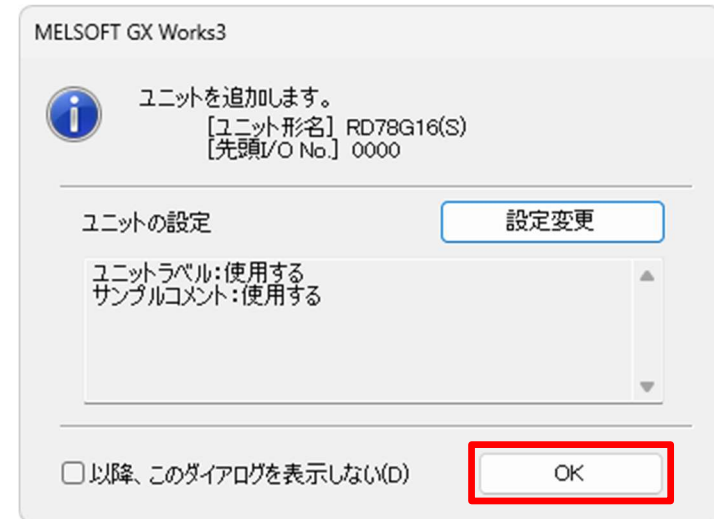 MELSOFT GX Works3
ユニットを追加します。
[ユニット形名] RD78G16(S)
[先頭I/O No.] 0000
ユニットの設定
設定変更
ユニットラベル:使用する
サンプルコメント:使用する
以降、このダイアログを表示しない(D)
OK